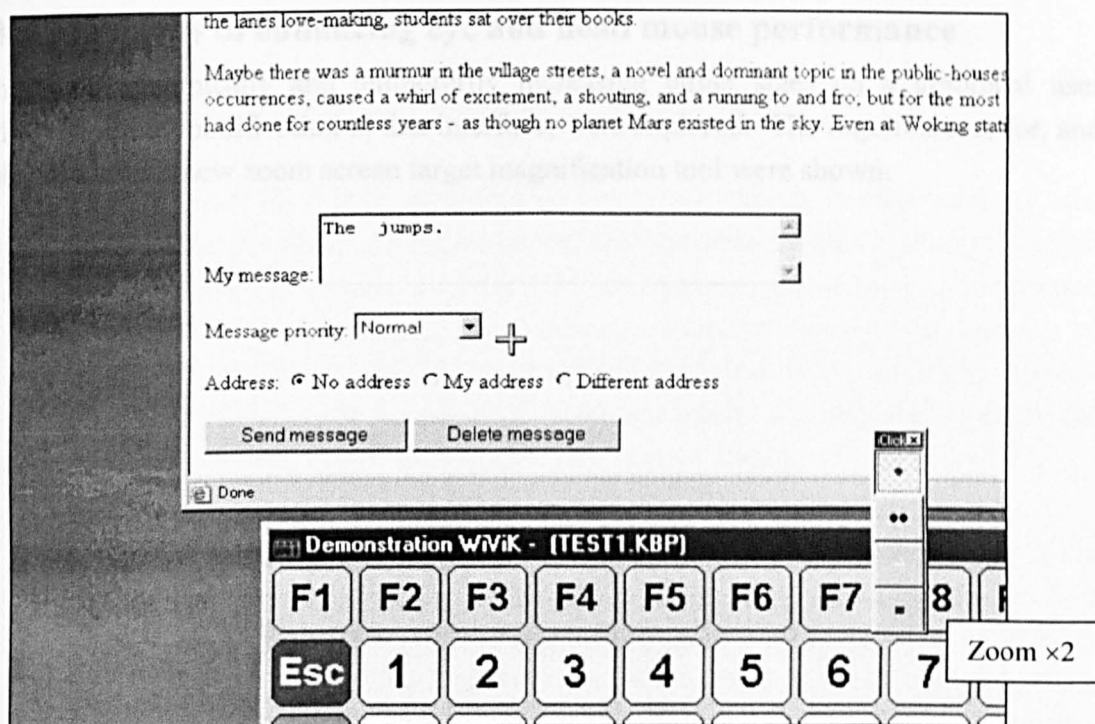 the lanes love-making, students sat over their books.
Maybe there was a murmur in the village streets, a novel and dominant topic in the public-houses
occurrences, caused a whirl of excitement, a shouting, and a running to and fro; but for the most
had done for countless years - as though no planet Mars existed in the sky. Even at Woking stati
The jumps.
My message:
Message priority: Normal
Address: No address My address Different address
Send message Delete message
iClick
Done
Demonstration WiViK - (TEST1.KBP)
F1 F2 F3 F4 F5 F6 F7 8
Esc 1 2 3 4 5 6 7
Zoom ×2